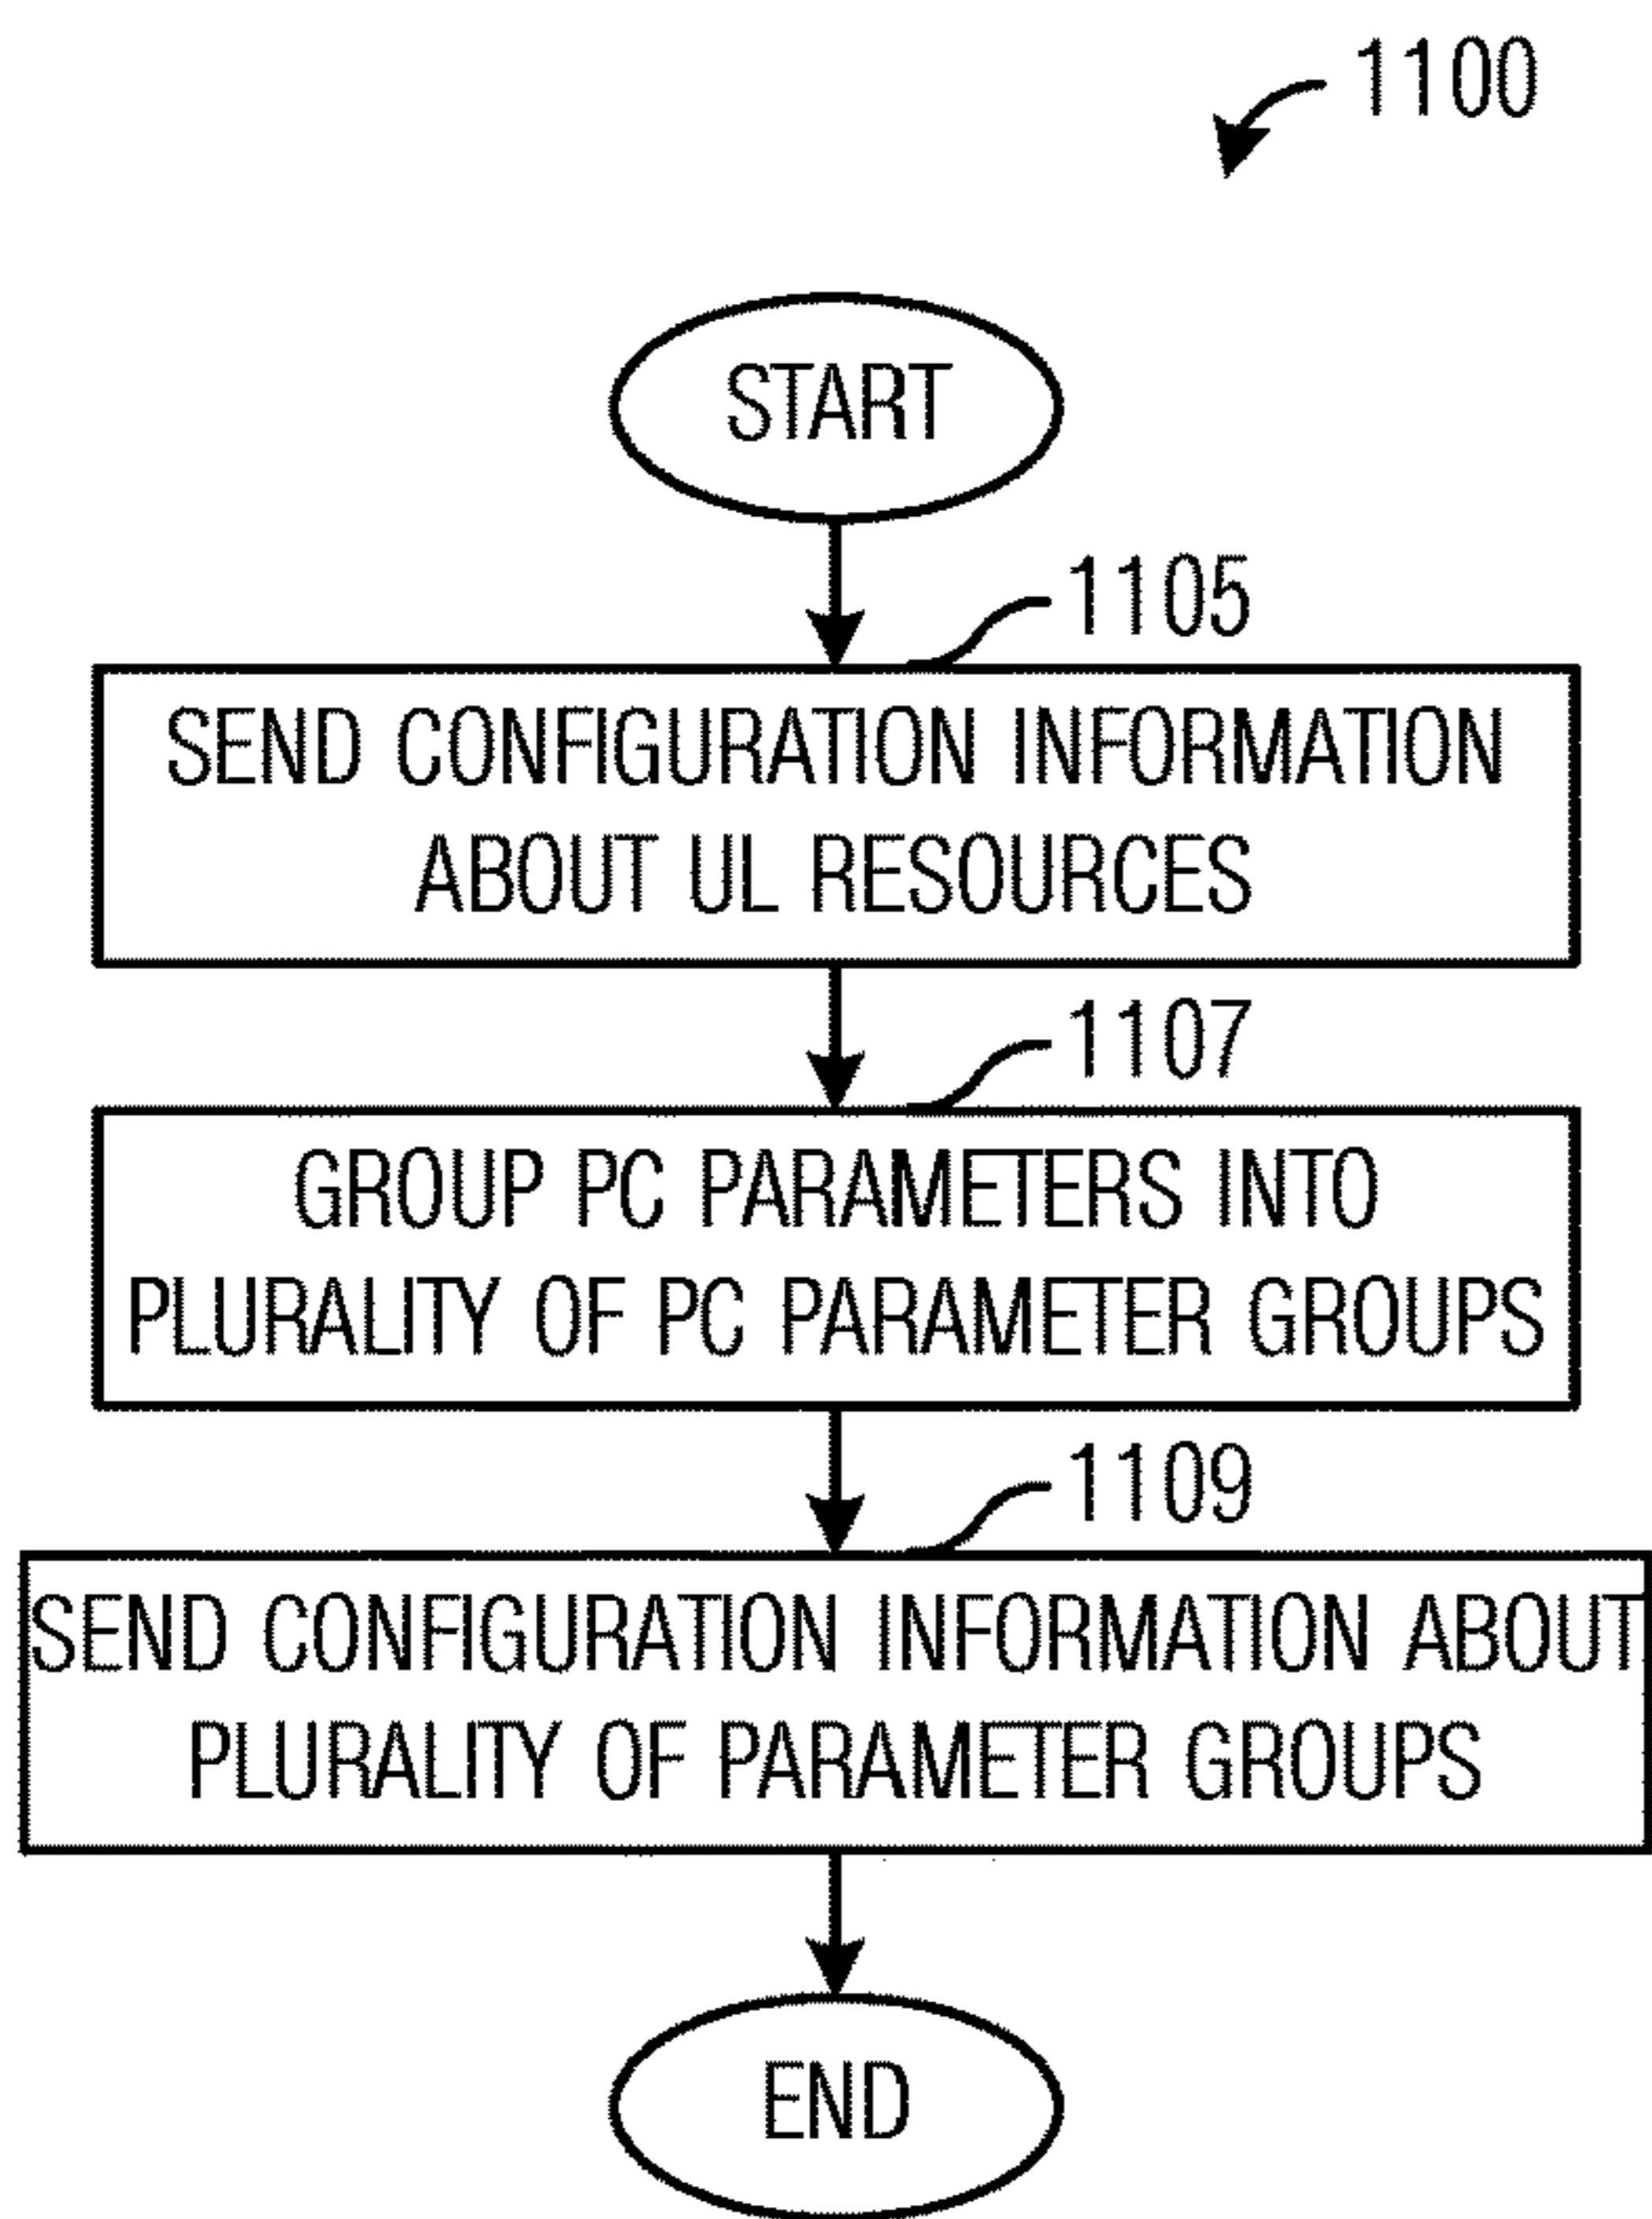 1100
START
1105
SEND CONFIGURATION INFORMATION
ABOUT UL RESOURCES
1107
GROUP PC PARAMETERS INTO
PLURALITY OF PC PARAMETER GROUPS
1109
SEND CONFIGURATION INFORMATION ABOUT
PLURALITY OF PARAMETER GROUPS
END